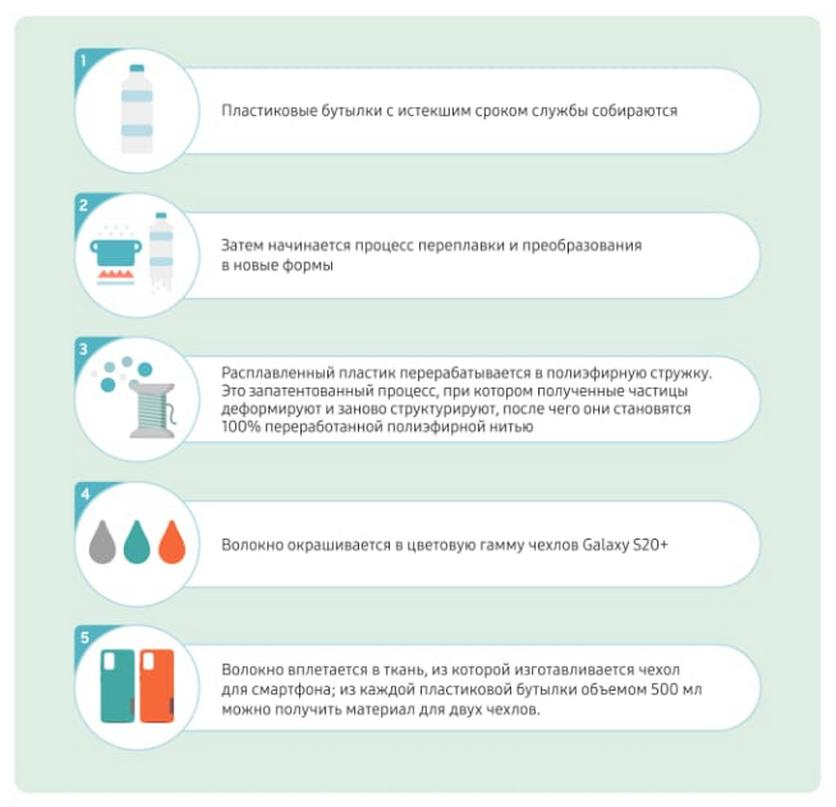 1
Пластиковые бутылки с истекшим сроком службы собираются
2
Затем начинается процесс переплавки и преобразования
в новые формы
3
Расплавленный пластик перерабатывается в полиэфирную стружку.
Это запатентованный процесс, при котором полученные частицы
деформируют и заново структурируют, после чего они становятся
100% переработанной полиэфирной нитью
4
Волокно окрашивается в цветовую гамму чехлов Galaxy S20+
5
Волокно вплетается в ткань, из которой изготавливается чехол
для смартфона; из каждой пластиковой бутылки объемом 500 мл
можно получить материал для двух чехлов.